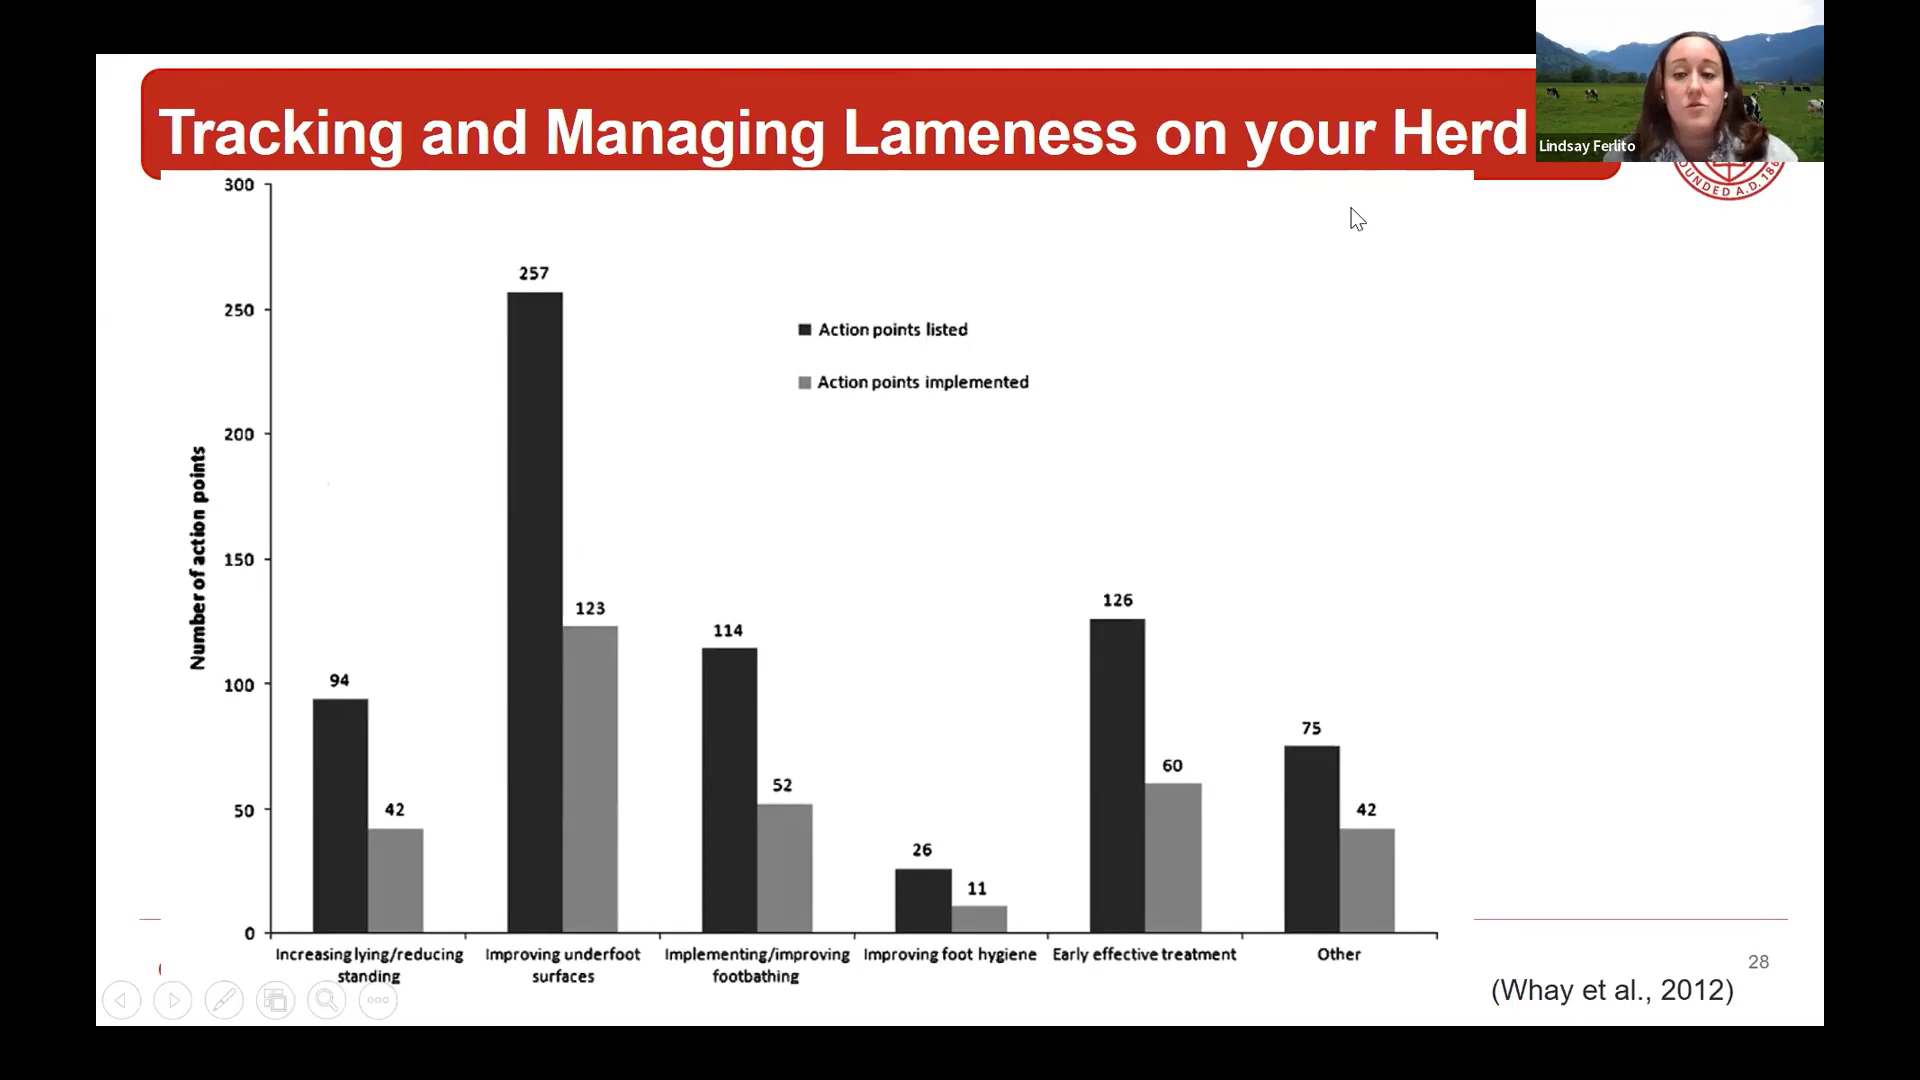 Tracking and Managing Lameness on your Herd
Lindsay Ferlito
OUNDED A.D. 186
300
250
200
150
100
50
0
Number of action points
Action points listed
Action points implemented
94
42
257
123
114
52
26
11
126
60
75
42
Increasing lying/reducing
standing
Improving underfoot
surfaces
Implementing/improving
footbathing
Improving foot hygiene
Early effective treatment
Other
28
(Whay et al., 2012)